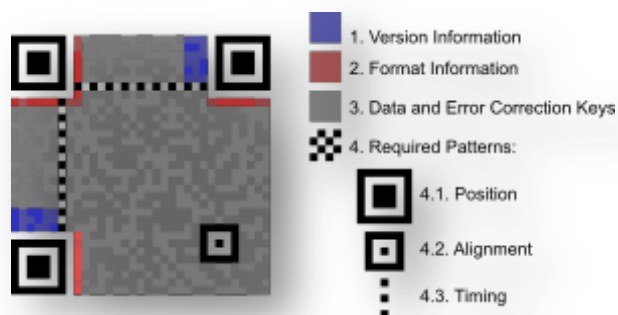 1. Version Information
2. Format Information
3. Data and Error Correction Keys
4. Required Patterns:
4.1. Position
4.2. Alignment
4.3. Timing